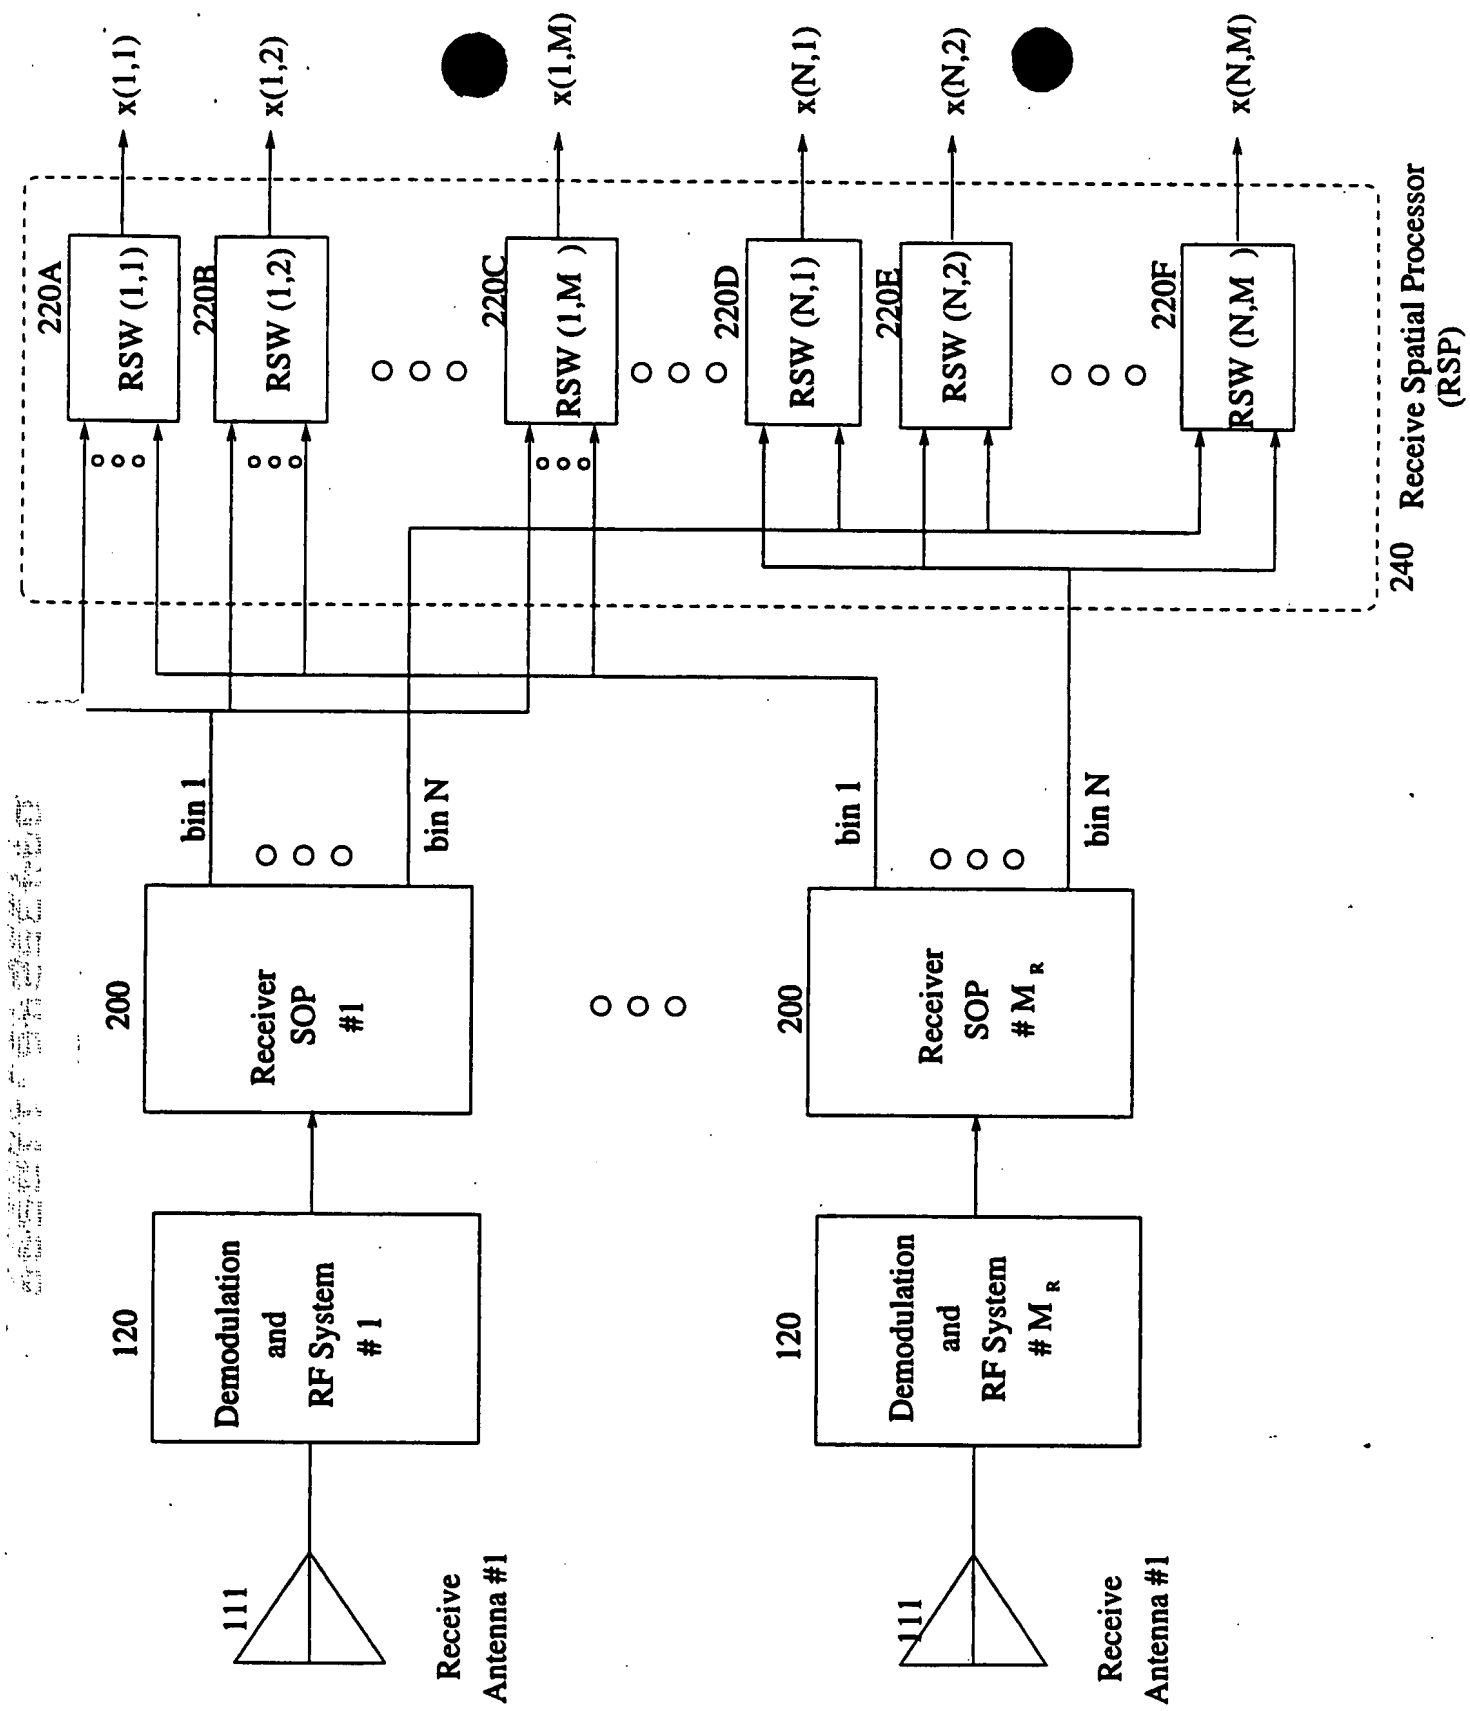 111
Receive
Antenna #1
120
Demodulation
and
RF System
# 1
200
Receiver
SOP
#1
bin 1
bin N
111
Receive
Antenna #1
120
Demodulation
and
RF System
# M R
200
Receiver
SOP
# M R
bin 1
bin N
220A
RSW (1,1)
x(1,1)
220B
RSW (1,2)
x(1,2)
220C
RSW (1,M )
x(1,M)
220D
RSW (N,1)
x(N,1)
220E
RSW (N,2)
x(N,2)
220F
RSW (N,M )
x(N,M)
240 Receive Spatial Processor
(RSP)